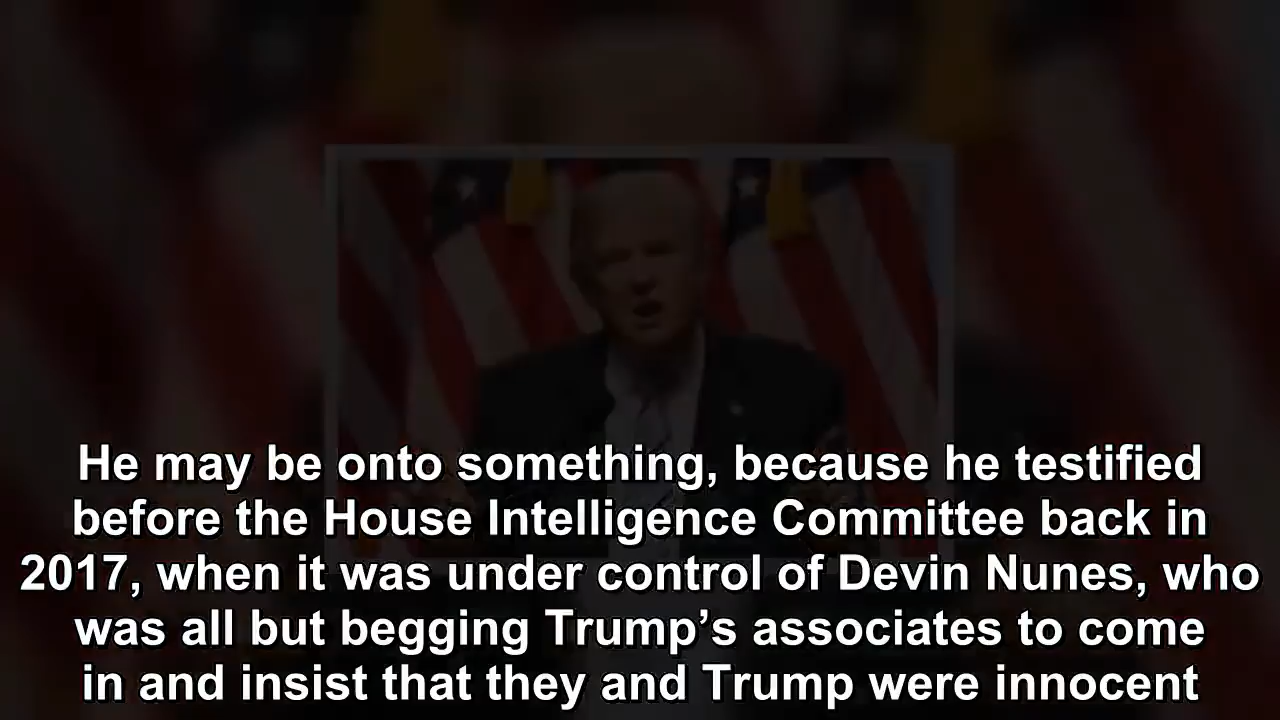 He may be onto something, because he testified
before the House Intelligence Committee back in
2017, when it was under control of Devin Nunes, who
was all but begging Trump’s associates to come
in and insist that they and Trump were innocent